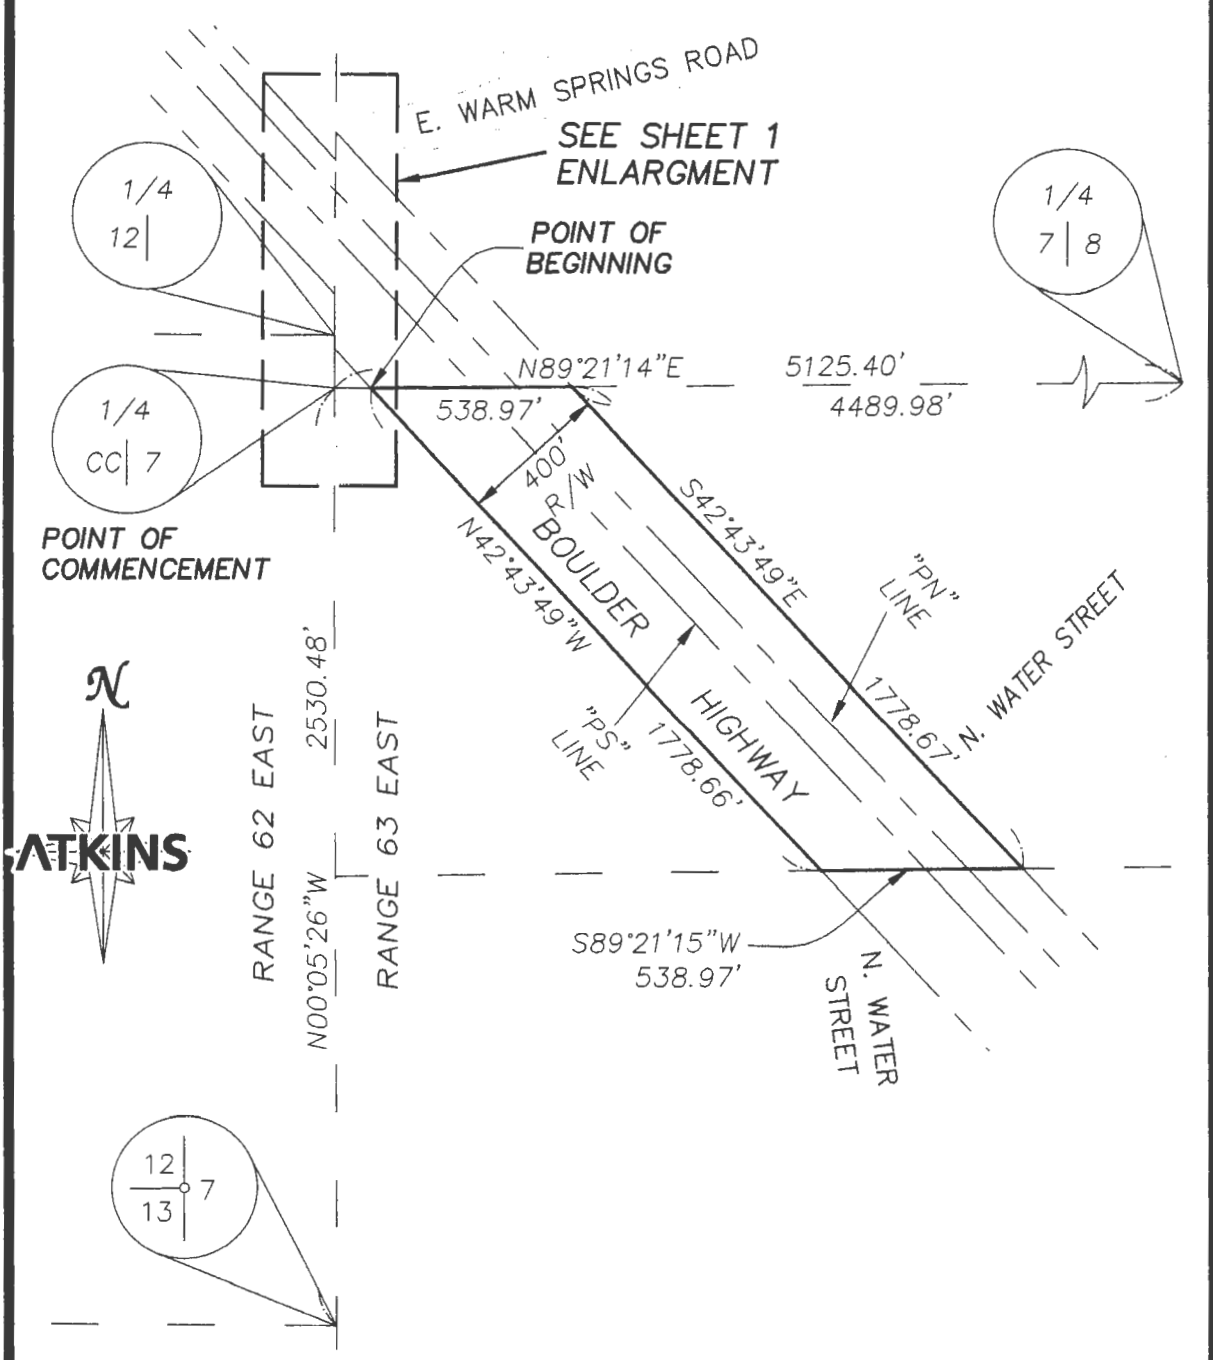 E. WARM SPRINGS ROAD
SEE SHEET 1
ENLARGMENT
1/4
12
1/4
7 8
POINT OF
BEGINNING
N89°21'14"E
5125.40'
538.97'
4489.98'
1/4
CC 7
400'
R/W
POINT OF
COMMENCEMENT
S42°43'49"E
N42°43'49"W
BOULDER
HIGHWAY
"PN"
LINE
"PS"
LINE
1778.67'
1778.66'
N. WATER STREET
N
ATKINS
RANGE 62 EAST
N00°05'26"W
2530.48'
RANGE 63 EAST
S89°21'15"W
538.97'
N. WATER
STREET
12
7
13